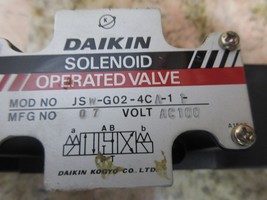 DAIKIN
SOLENOID
OPERATED VALVE
MOD NO JSW-G02-4CA-1
MFG NO 07 VOLT AC100
a A B b
DAIKIN KOGYO CO., LTD.